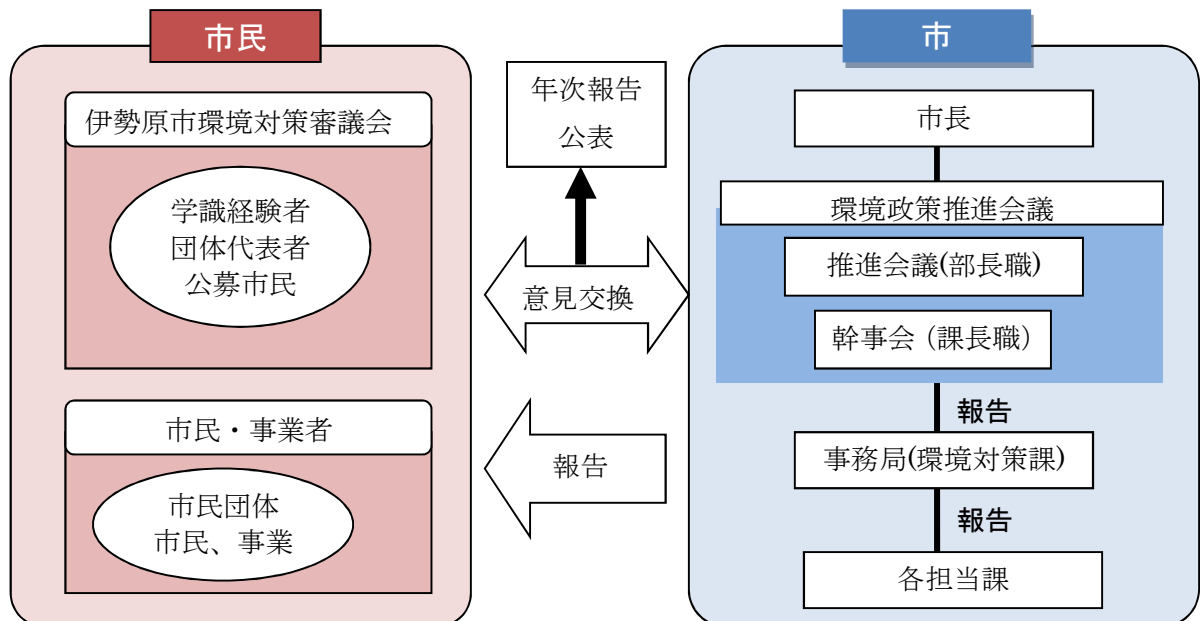 市民
伊勢原市環境対策審議会
学識経験者
団体代表者
公募市民
市民・事業者
市民団体
市民、事業
年次報告
公表
意見交換
報告
市
市長
環境政策推進会議
推進会議(部長職)
幹事会（課長職）
報告
事務局(環境対策課)
報告
各担当課